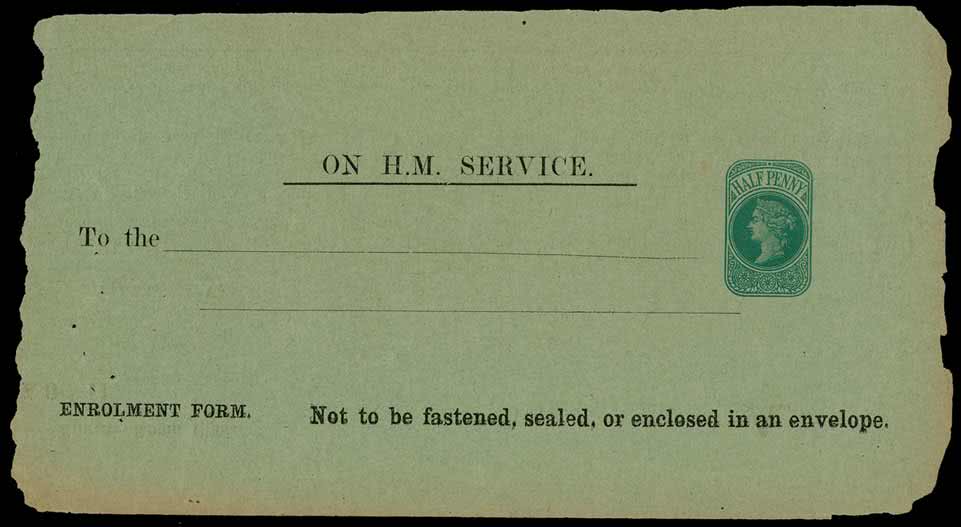 ON H.M. SERVICE.
HALF PENNY
To the
ENROLMENT FORM.
Not to be fastened, sealed, or enclosed in an envelope.